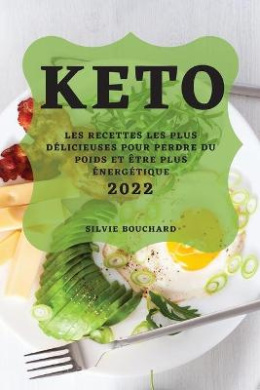 KETO
LES RECETTES LES PLUS
DÉLICIEUSES POUR PERDRE DU
POIDS ET ÊTRE PLUS
ÉNERGÉTIQUE
2022
SILVIE BOUCHARD